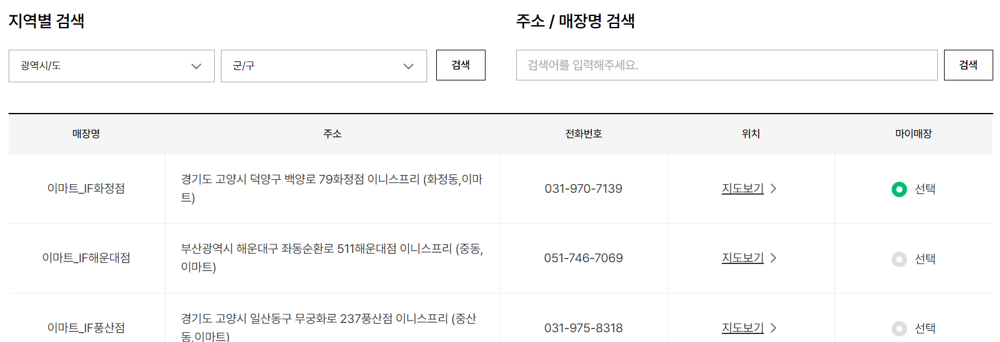 지역별 검색
주소 / 매장명 검색
광역시/도
군/구
검색
검색어를 입력해주세요.
검색
매장명
주소
전화번호
위치
마이매장
이마트_IF화정점
경기도 고양시 덕양구 백양로 79화정점 이니스프리 (화정동,이마
트)
031-970-7139
지도보기
선택
이마트_IF해운대점
부산광역시 해운대구 좌동순환로 511해운대점 이니스프리 (중동,
이마트)
051-746-7069
지도보기
선택
이마트_IF풍산점
경기도 고양시 일산동구 무궁화로 237풍산점 이니스프리 (중산
동,이마트)
031-975-8318
지도보기
선택